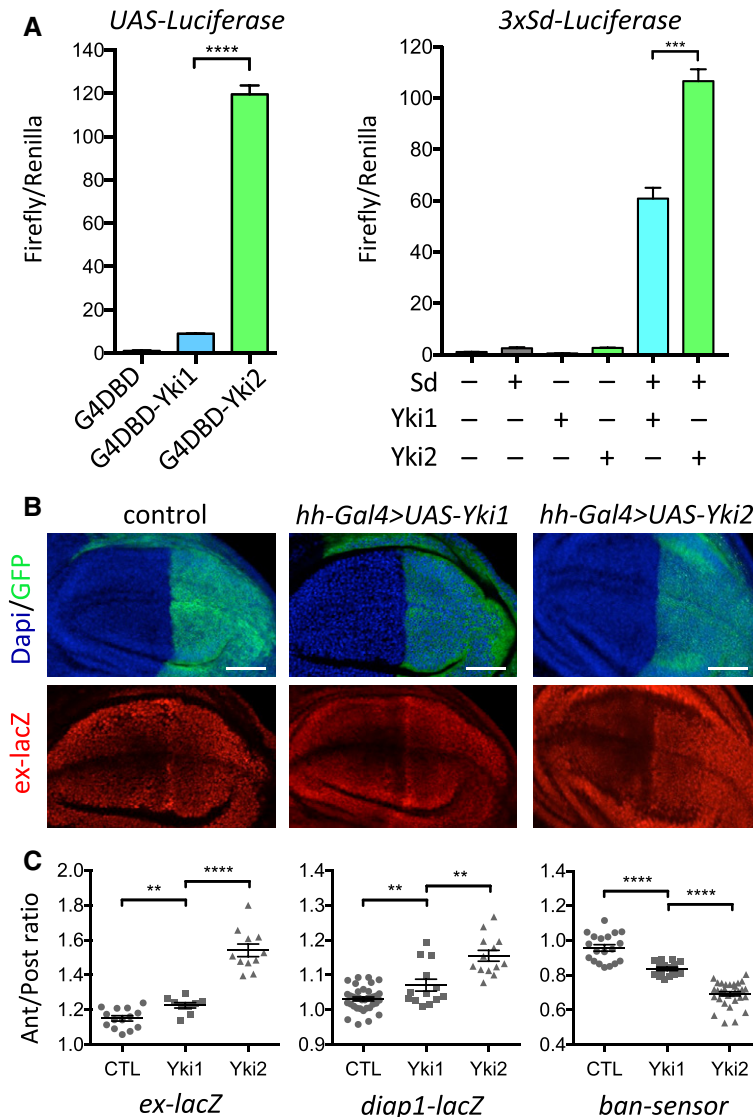 A
UAS-Luciferase
****
Firefly/Renilla
140
120
100
80
60
40
20
0
G4DBD
G4DBD-Yki1
G4DBD-Yki2
3xSd-Luciferase
***
Firefly/Renilla
120
100
80
60
40
20
0
Sd − + − − + +
Yki1 − − + − + −
Yki2 − − − + − +
B
control
hh-Gal4>UAS-Yki1
hh-Gal4>UAS-Yki2
Dapi/GFP
ex-lacZ
C
Ant/Post ratio
2.0
1.8
1.6
1.4
1.2
1.0
** ****
CTL Yki1 Yki2
ex-lacZ
1.4
1.3
1.2
1.1
1.0
0.9
** **
CTL Yki1 Yki2
diap1-lacZ
1.4
1.2
1.0
0.8
0.6
0.4
**** ****
CTL Yki1 Yki2
ban-sensor